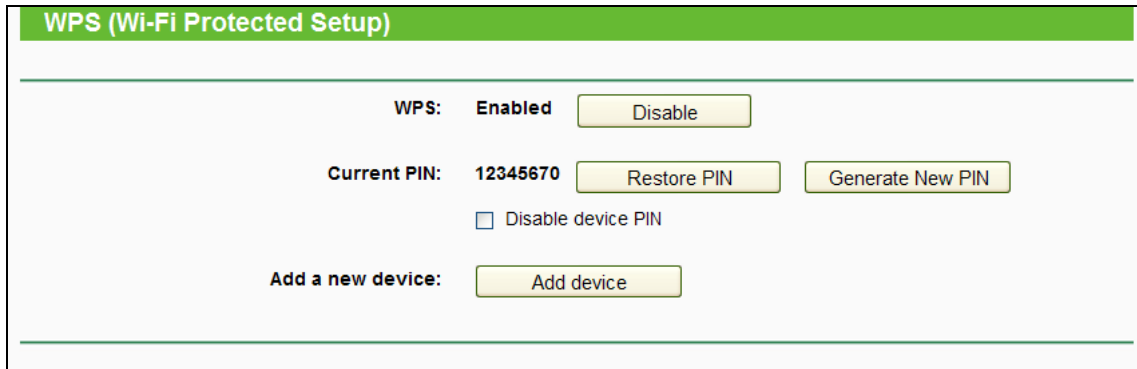 WPS (Wi-Fi Protected Setup)
WPS: Enabled Disable
Current PIN: 12345670 Restore PIN Generate New PIN
Disable device PIN
Add a new device: Add device